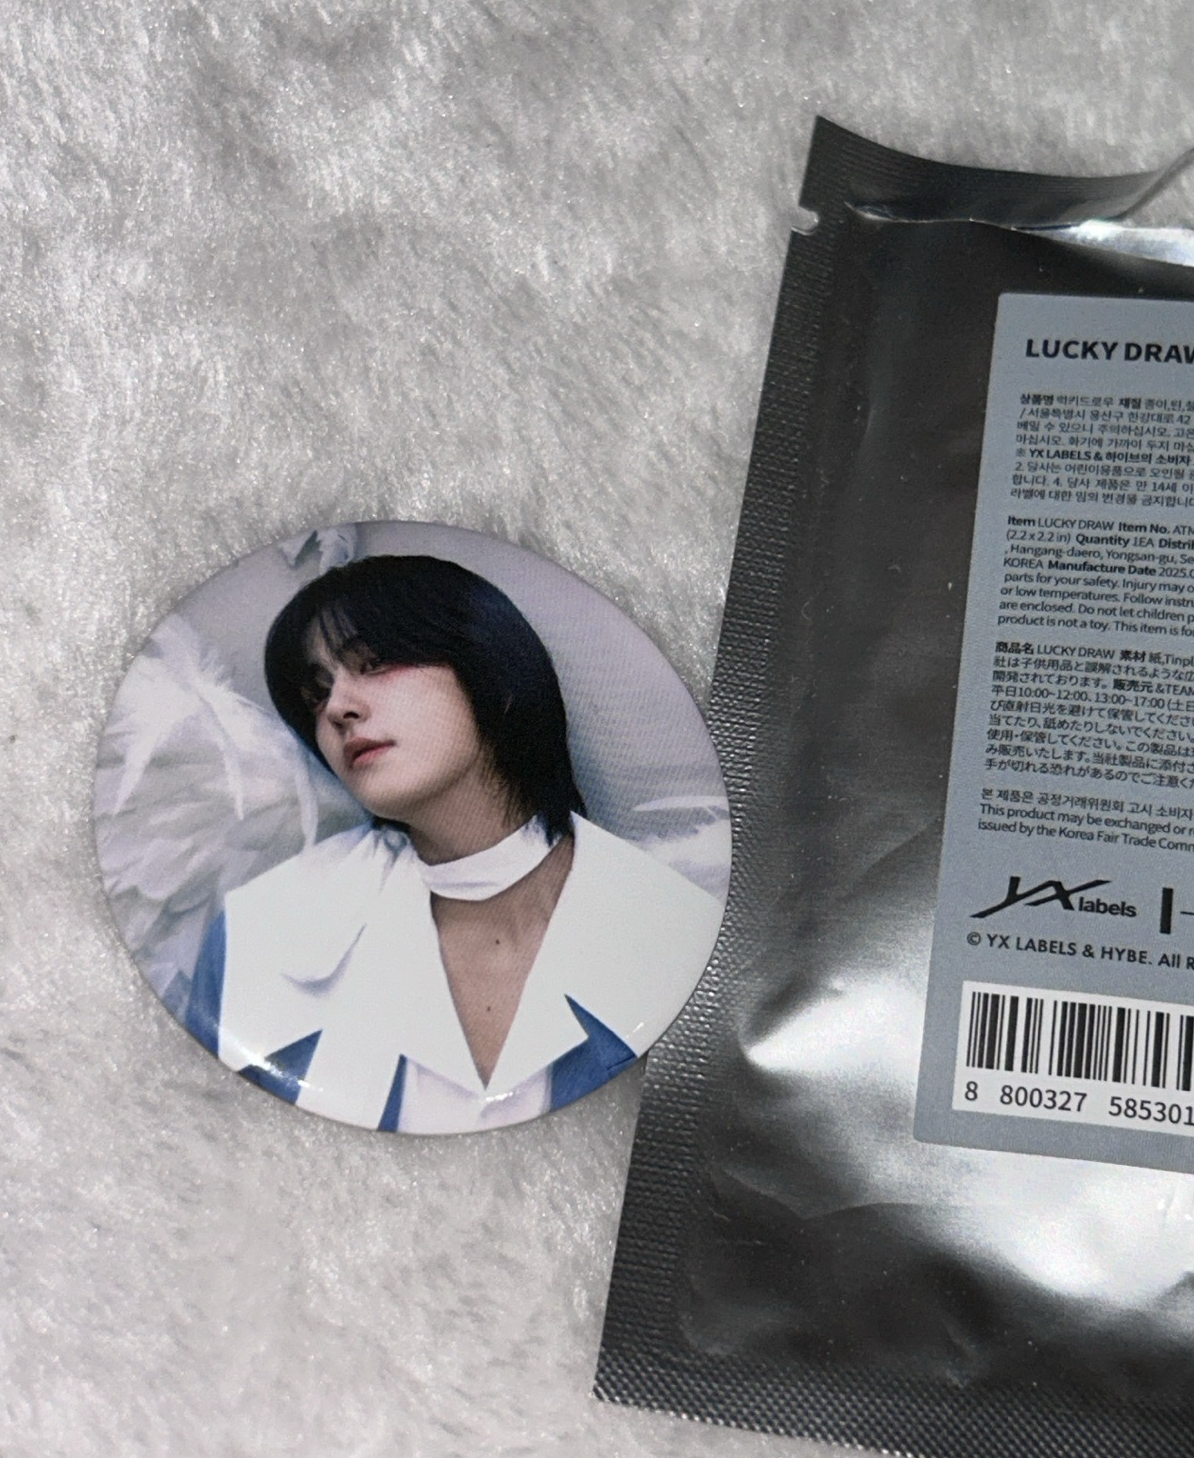 LUCKY DRAW
상품명 럭키드로우 재질 종이,틴,
/ 서울특별시 용산구 한강대로 42
베일 수 있으니 주의하십시오. 고온
마십시오. 화기에 가까이 두지 마십
※ YX LABELS & 하이브의 소비자
2. 당사는 어린이용품으로 오인될
합니다. 4. 당사 제품은 만 14세 이
라벨에 대한 임의 변경을 금지합니다
Item LUCKY DRAW Item No. ATN
(2.2 x 2.2 in) Quantity 1EA Distri
, Hangang-daero, Yongsan-gu, Se
KOREA Manufacture Date 2025.0
parts for your safety. Injury may o
or low temperatures. Follow instr
are enclosed. Do not let children p
product is not a toy. This item is fo
商品名 LUCKY DRAW 素材 紙,Tinpl
社は子供用品と誤解されるような広
開発されております。販売元 &TEAM
平日10:00~12:00、13:00~17:00 (土日
び直射日光を避けて保管してください
当てたり、舐めたりしないでください。
使用・保管してください。この製品は
み販売いたします。当社製品に添付さ
手が切れる恐れがあるのでご注意く
본 제품은 공정거래위원회 고시 소비자
This product may be exchanged or r
issued by the Korea Fair Trade Comm
YX labels
© YX LABELS & HYBE. All R
8 800327 585301